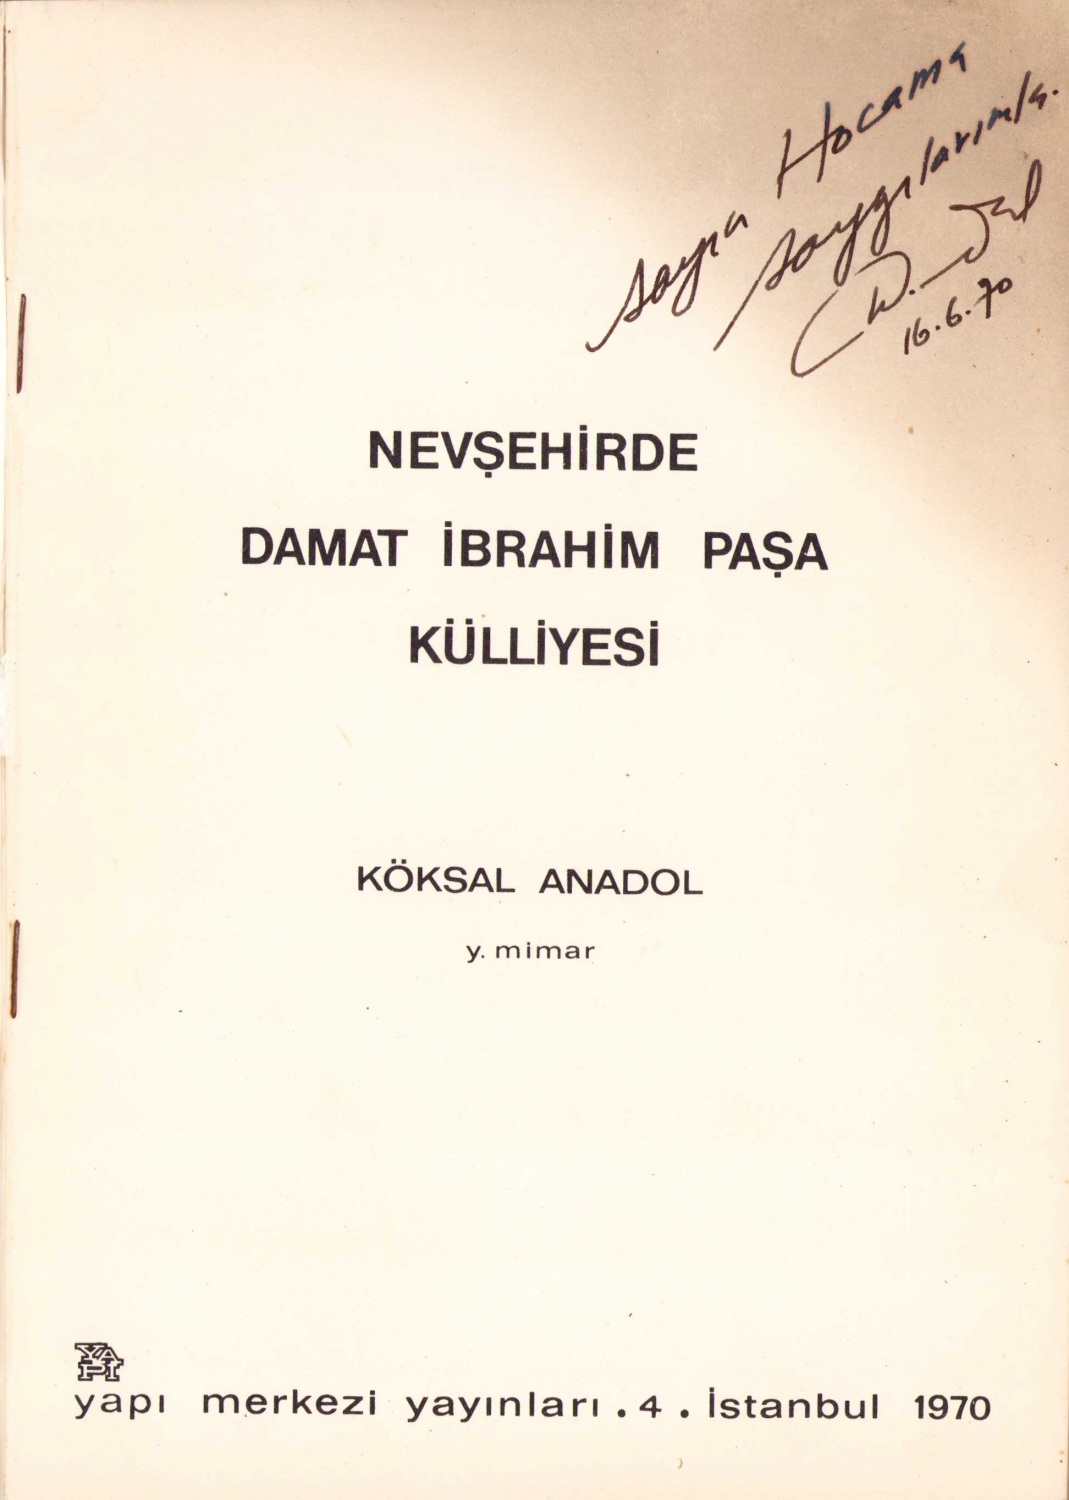 Sayın Hocama
saygılarımla.
16.6.70
NEVŞEHİRDE
DAMAT İBRAHİM PAŞA
KÜLLİYESİ
KÖKSAL ANADOL
y. mimar
YAPI
yapı merkezi yayınları . 4 . İstanbul 1970